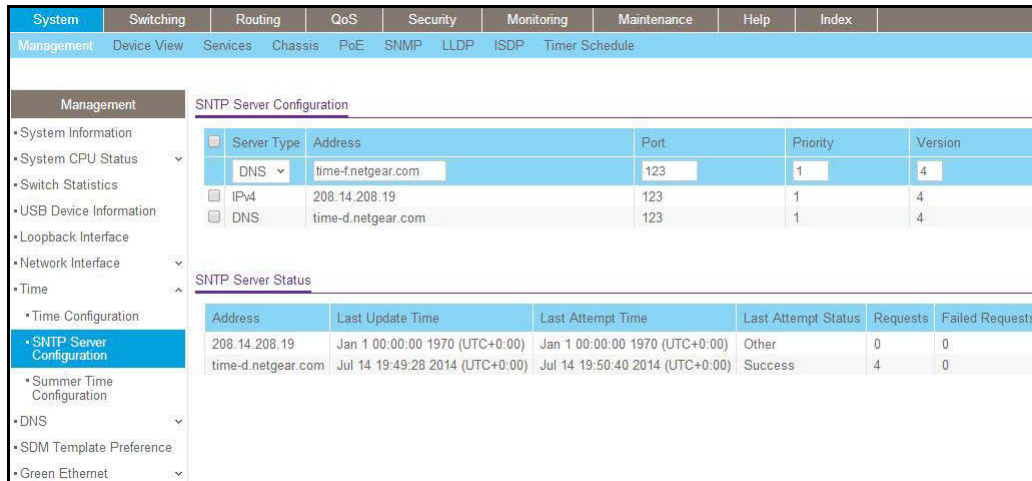 System Switching Routing QoS Security Monitoring Maintenance Help Index
Management Device View Services Chassis PoE SNMP LLDP ISDP Timer Schedule
Management
System Information
System CPU Status
Switch Statistics
USB Device Information
Loopback Interface
Network Interface
Time
Time Configuration
SNTP Server
Configuration
Summer Time
Configuration
DNS
SDM Template Preference
Green Ethernet
SNTP Server Configuration
Server Type Address Port Priority Version
DNS time-f.netgear.com 123 1 4
IPv4 208.14.208.19 123 1 4
DNS time-d.netgear.com 123 1 4
SNTP Server Status
Address Last Update Time Last Attempt Time Last Attempt Status Requests Failed Requests
208.14.208.19 Jan 1 00:00:00 1970 (UTC+0:00) Jan 1 00:00:00 1970 (UTC+0:00) Other 0 0
time-d.netgear.com Jul 14 19:49:28 2014 (UTC+0:00) Jul 14 19:50:40 2014 (UTC+0:00) Success 4 0